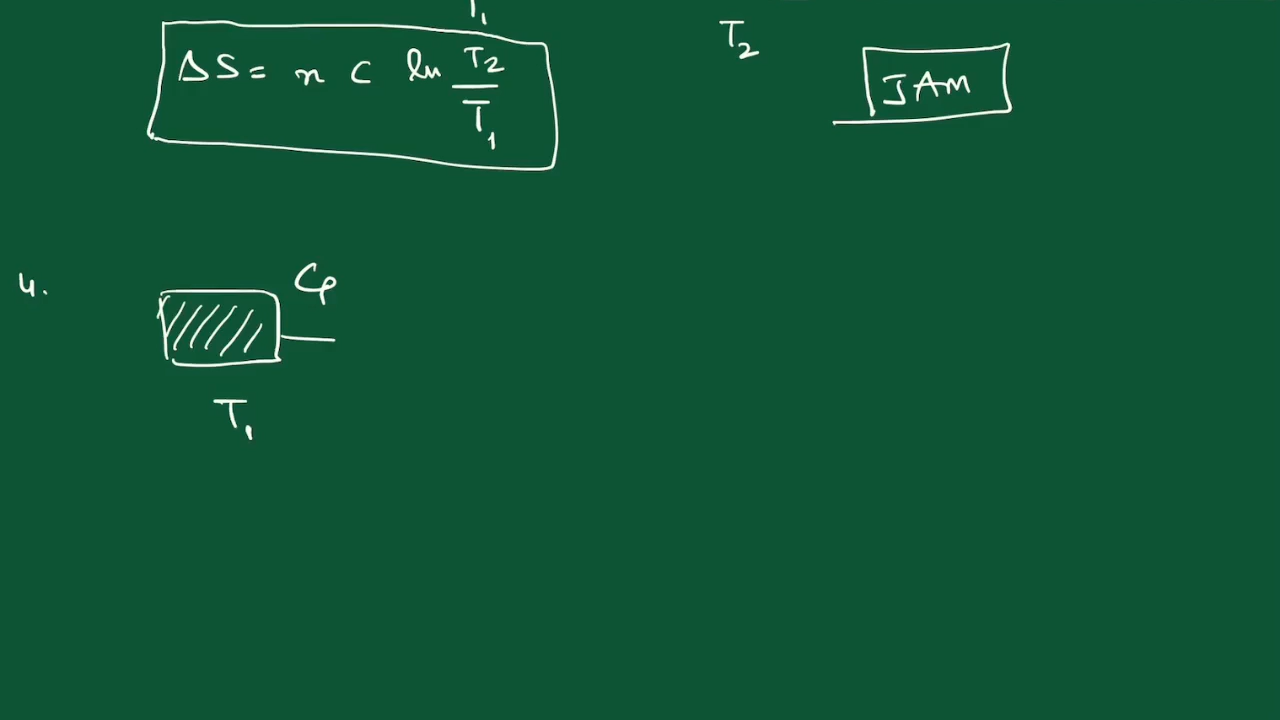 T₁
ΔS = n C ln T₂/T₁
T₂
JAM
4.
Cp
T₁